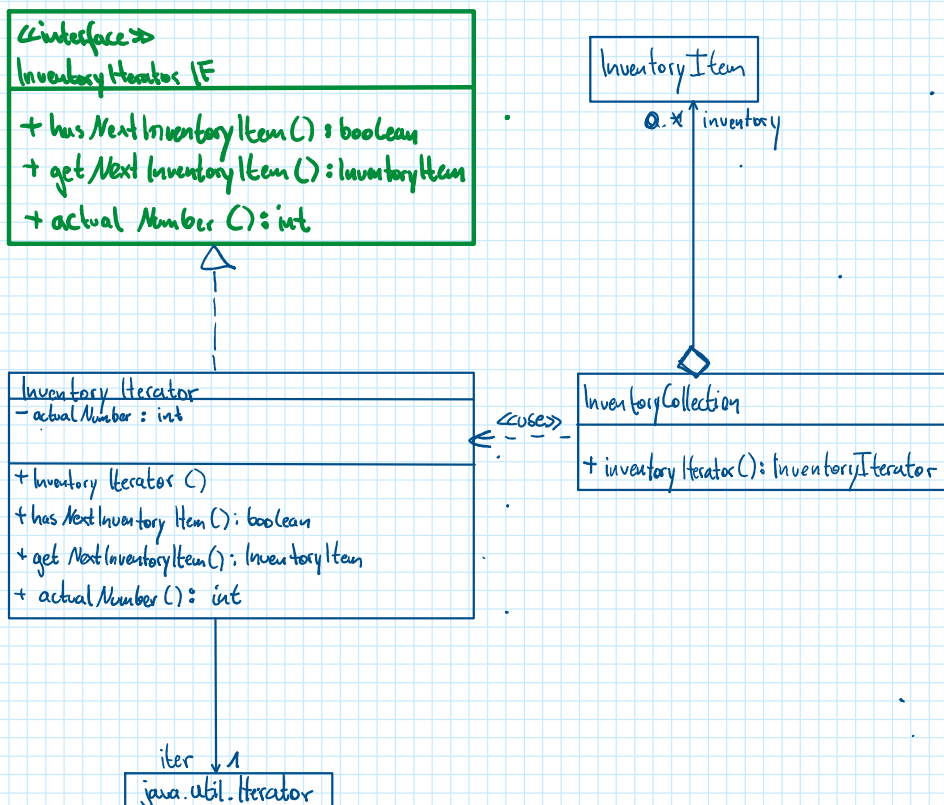 <<interface>>
InventoryIterator IF
+ hasNextInventoryItem() : boolean
+ getNextInventoryItem() : InventoryItem
+ actualNumber() : int
InventoryItem
0..* inventory
InventoryIterator
- actualNumber : int
+ InventoryIterator()
+ hasNextInventoryItem() : boolean
+ getNextInventoryItem() : InventoryItem
+ actualNumber() : int
<<use>>
InventoryCollection
+ inventoryIterator() : InventoryIterator
iter 1
java.util.Iterator